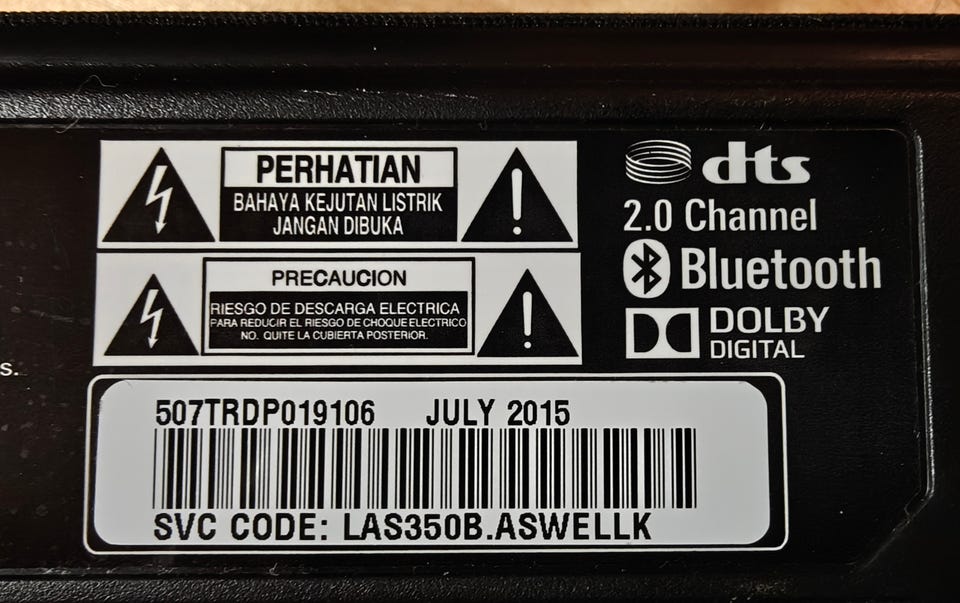 PERHATIAN
BAHAYA KEJUTAN LISTRIK
JANGAN DIBUKA
PRECAUCION
RIESGO DE DESCARGA ELECTRICA
PARA REDUCIR EL RIESGO DE CHOQUE ELECTRICO
NO. QUITE LA CUBIERTA POSTERIOR.
dts
2.0 Channel
Bluetooth
DOLBY
DIGITAL
s.
507TRDP019106 JULY 2015
SVC CODE: LAS350B.ASWELLK